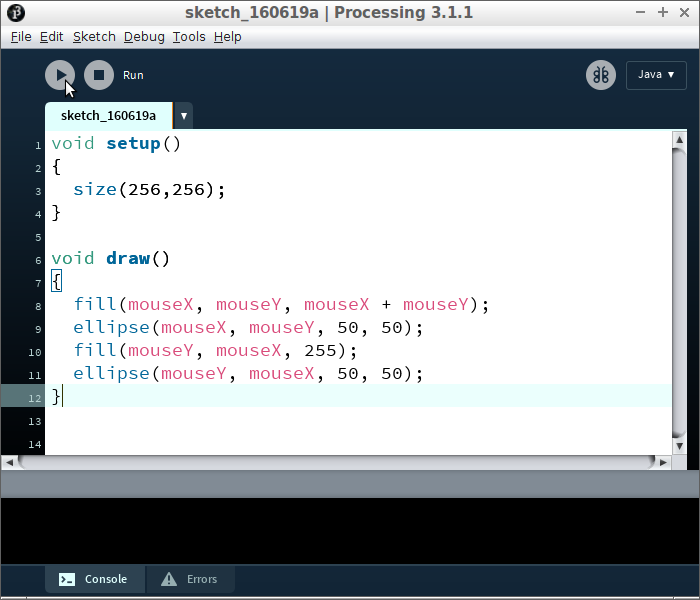 sketch_160619a | Processing 3.1.1
File Edit Sketch Debug Tools Help
Run
Java ▾
sketch_160619a ▼
1 void setup()
2 {
3   size(256,256);
4 }
5
6 void draw()
7 {
8   fill(mouseX, mouseY, mouseX + mouseY);
9   ellipse(mouseX, mouseY, 50, 50);
10   fill(mouseY, mouseX, 255);
11   ellipse(mouseY, mouseX, 50, 50);
12 }
13
14
Console Errors